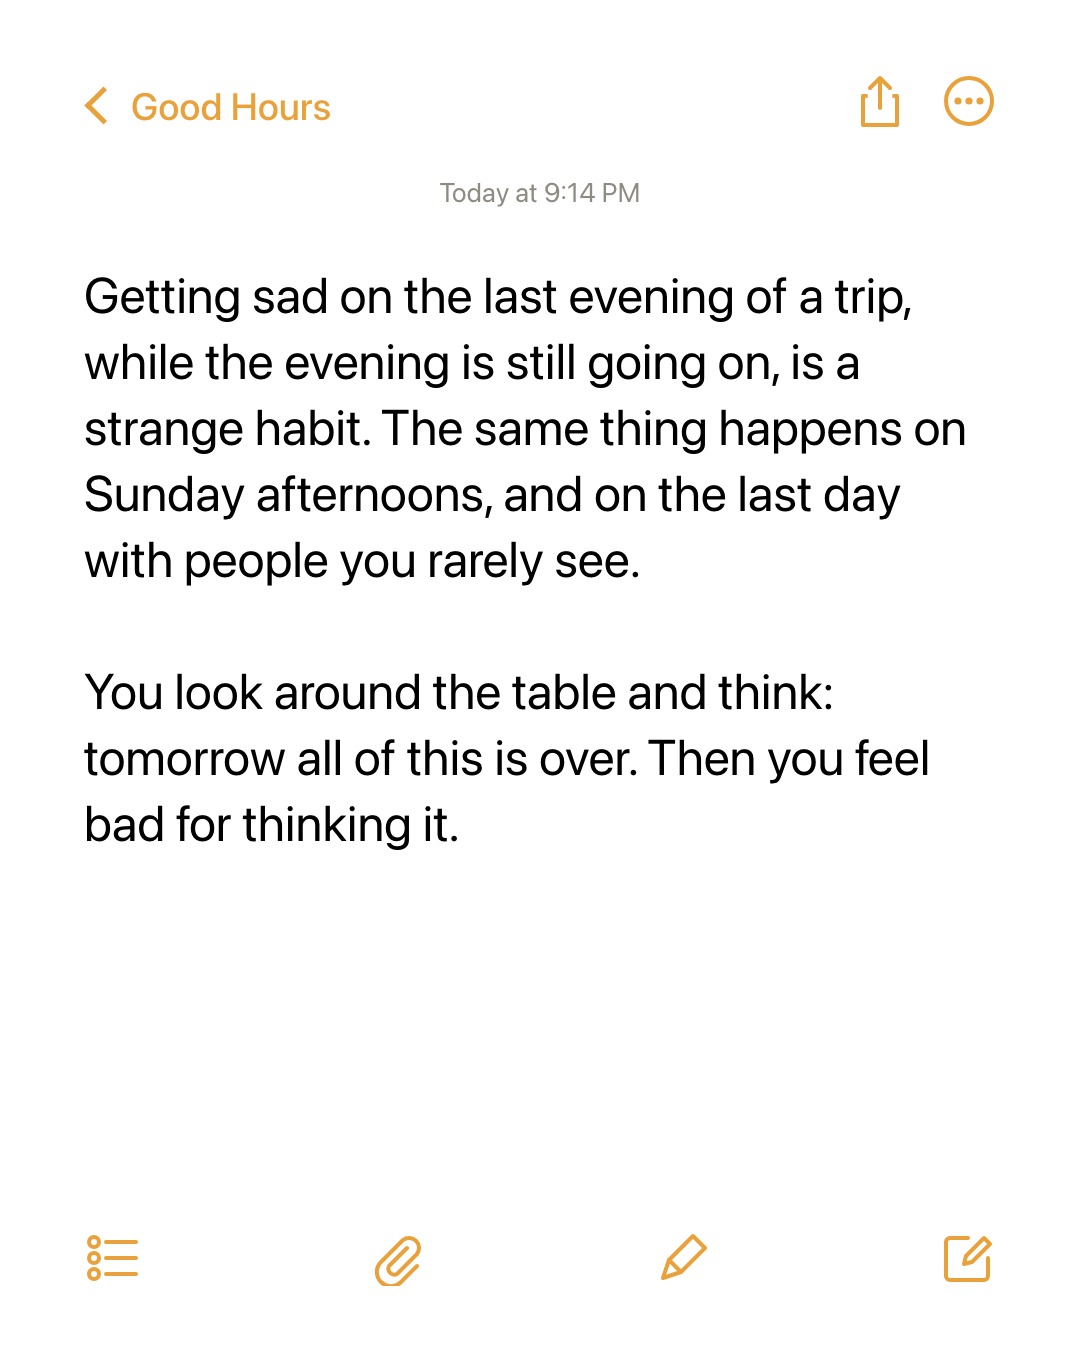 Good Hours
Today at 9:14 PM
Getting sad on the last evening of a trip,
while the evening is still going on, is a
strange habit. The same thing happens on
Sunday afternoons, and on the last day
with people you rarely see.
You look around the table and think:
tomorrow all of this is over. Then you feel
bad for thinking it.